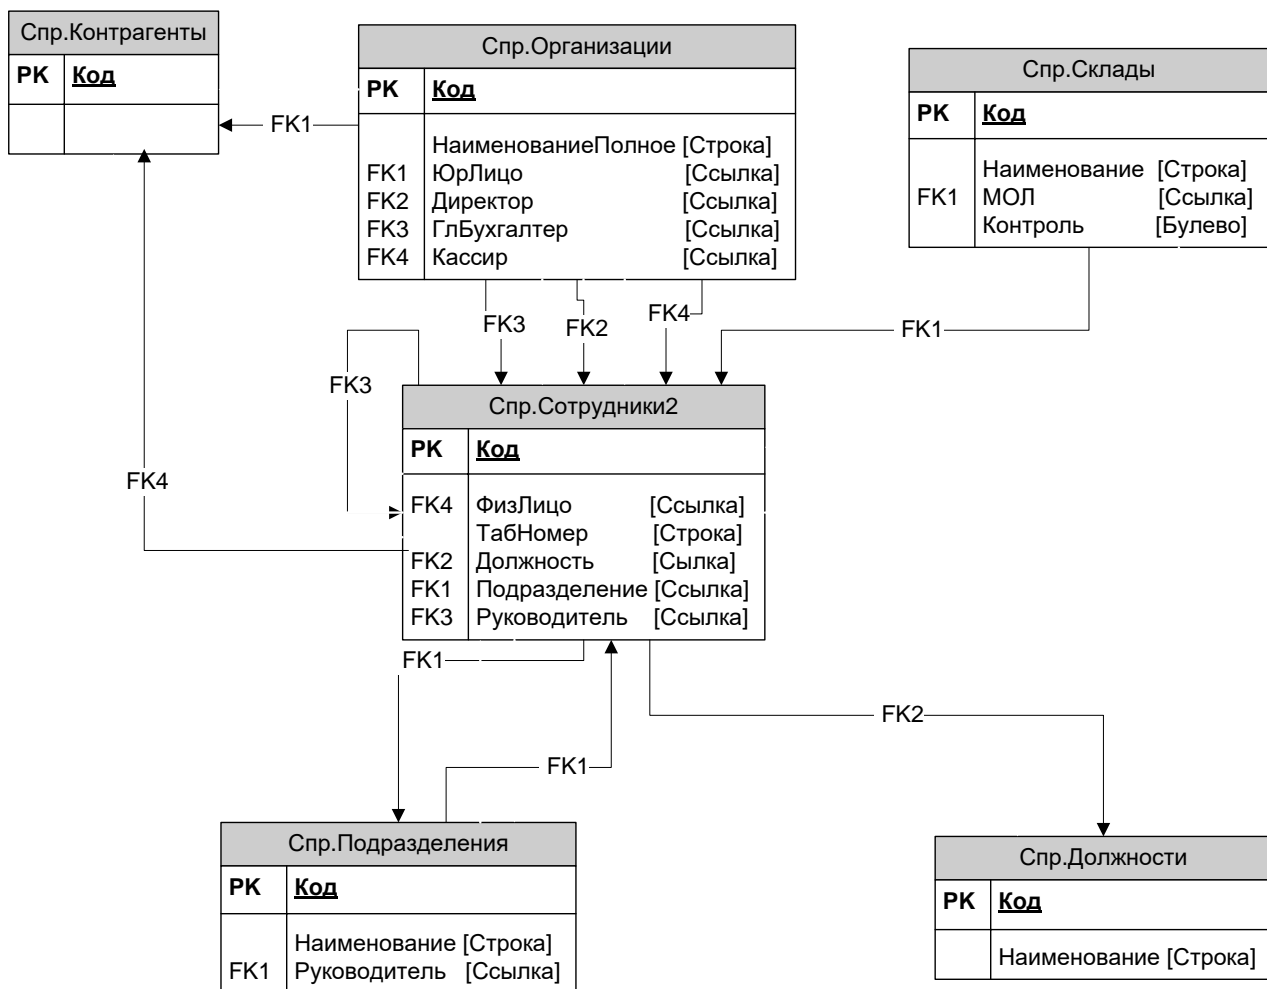 Спр.Контрагенты
PK Код
Спр.Организации
PK Код
НаименованиеПолное [Строка]
FK1 ЮрЛицо [Ссылка]
FK2 Директор [Ссылка]
FK3 ГлБухгалтер [Ссылка]
FK4 Кассир [Ссылка]
Спр.Склады
PK Код
Наименование [Строка]
FK1 МОЛ [Ссылка]
Контроль [Булево]
FK1
FK3
FK2
FK4
FK1
FK3
FK4
Спр.Сотрудники2
PK Код
FK4 ФизЛицо [Ссылка]
ТабНомер [Строка]
FK2 Должность [Сылка]
FK1 Подразделение [Ссылка]
FK3 Руководитель [Ссылка]
FK1
FK2
FK1
Спр.Подразделения
PK Код
Наименование [Строка]
FK1 Руководитель [Ссылка]
Спр.Должности
PK Код
Наименование [Строка]